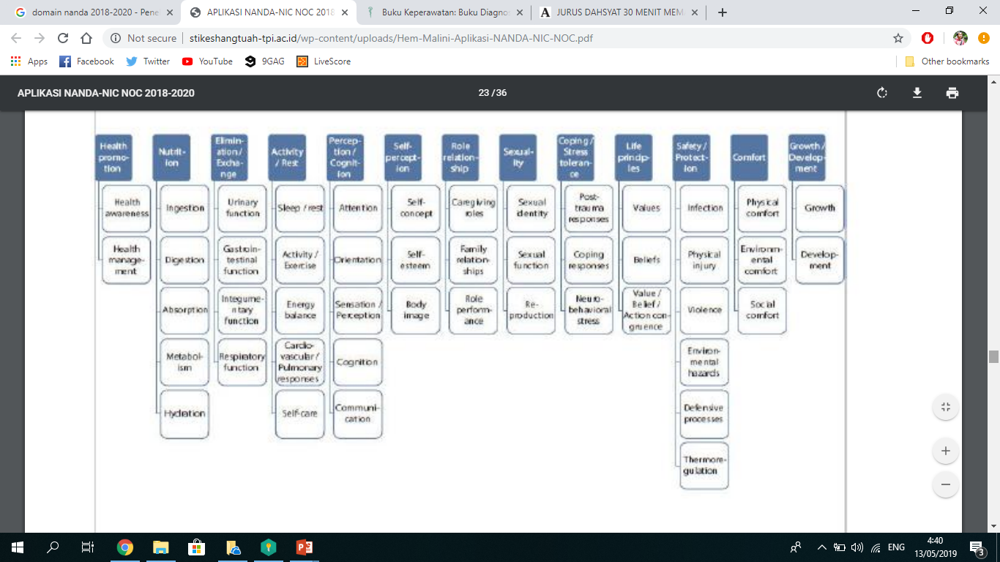 domain nanda 2018-2020 - Pene
APLIKASI NANDA-NIC NOC 2018
Buku Keperawatan: Buku Diagnos
JURUS DAHSYAT 30 MENIT MEM
Not secure
stikeshangtuah-tpi.ac.id/wp-content/uploads/Hem-Malini-Aplikasi-NANDA-NIC-NOC.pdf
Apps
Facebook
Twitter
YouTube
9GAG
LiveScore
Other bookmarks
APLIKASI NANDA-NIC NOC 2018-2020
23 / 36
Health
promo-
tion
Health
awareness
Health
manage-
ment
Nutrit-
ion
Ingestion
Digestion
Absorption
Metabol-
ism
Hydration
Elimin-
ation /
Excha-
nge
Urinary
function
Gastroin-
testinal
function
Integume-
ntary
function
Respiratory
function
Activity
/ Rest
Sleep / rest
Activity /
Exercise
Energy
balance
Cardio-
vascular /
Pulmonary
responses
Self-care
Percep-
tion /
Cognit-
ion
Attention
Orientation
Sensation /
Perception
Cognition
Communi-
cation
Self-
percept-
ion
Self-
concept
Self-
esteem
Body
image
Role
relation-
ship
Caregiving
roles
Family
relation-
ships
Role
perform-
ance
Sexual-
ity
Sexual
identity
Sexual
function
Re-
production
Coping /
Stress
toleran-
ce
Post-
trauma
responses
Coping
responses
Neuro-
behavioral
stress
Life
princip-
les
Values
Beliefs
Value /
Belief /
Action con-
gruence
Safety /
Protect-
ion
Infection
Physical
injury
Violence
Environ-
mental
hazards
Defensive
processes
Thermore-
gulation
Comfort
Physical
comfort
Environm-
ental
comfort
Social
comfort
Growth /
Develop-
ment
Growth
Develop-
ment
ENG
4:40
13/05/2019
3